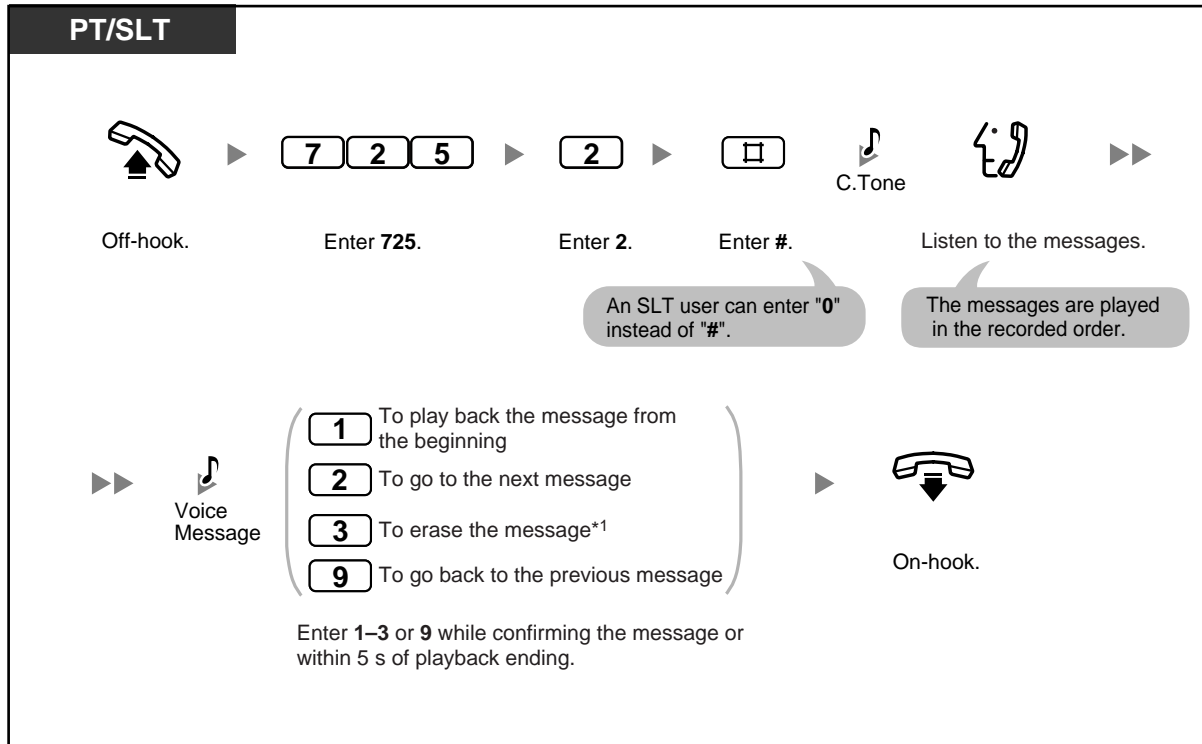 PT/SLT
7 2 5
2
#
C.Tone
Off-hook.
Enter 725.
Enter 2.
Enter #.
Listen to the messages.
An SLT user can enter "0"
instead of "#".
The messages are played
in the recorded order.
Voice
Message
1 To play back the message from
the beginning
2 To go to the next message
3 To erase the message*1
9 To go back to the previous message
Enter 1–3 or 9 while confirming the message or
within 5 s of playback ending.
On-hook.